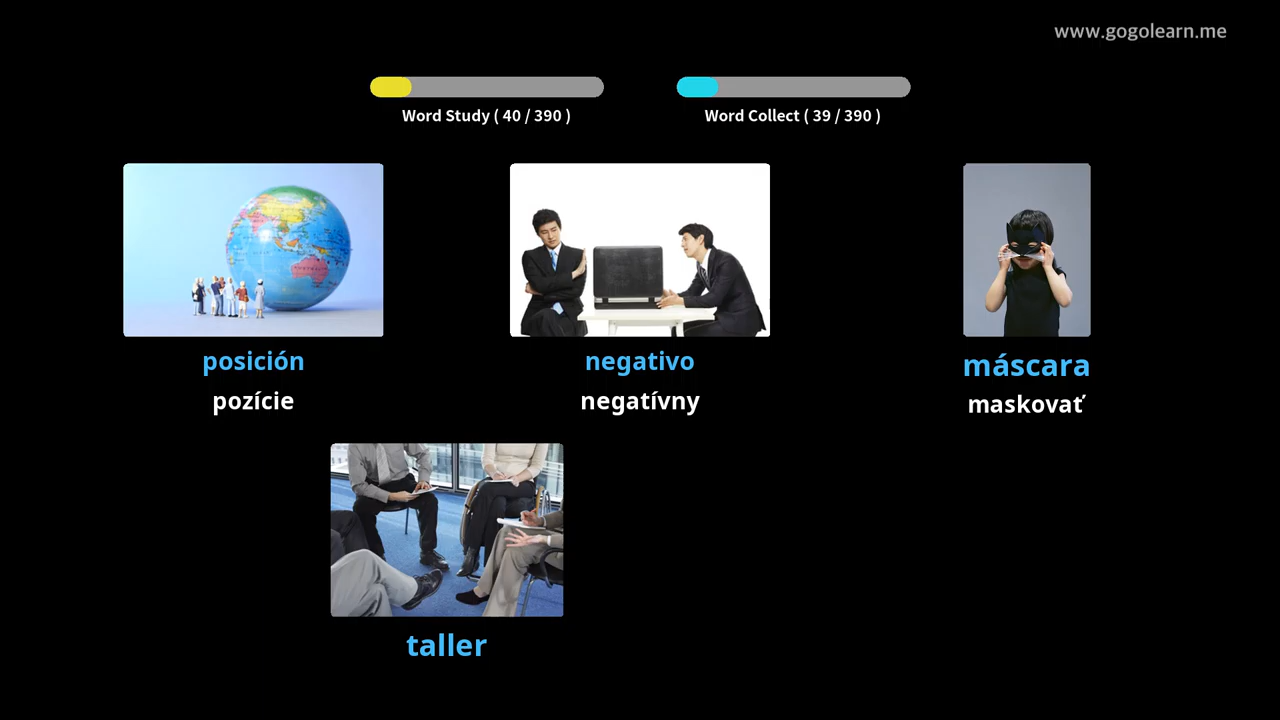 www.gogolearn.me
Word Study ( 40 / 390 )
Word Collect ( 39 / 390 )
posición
negativo
máscara
pozície
negatívny
maskovať
taller